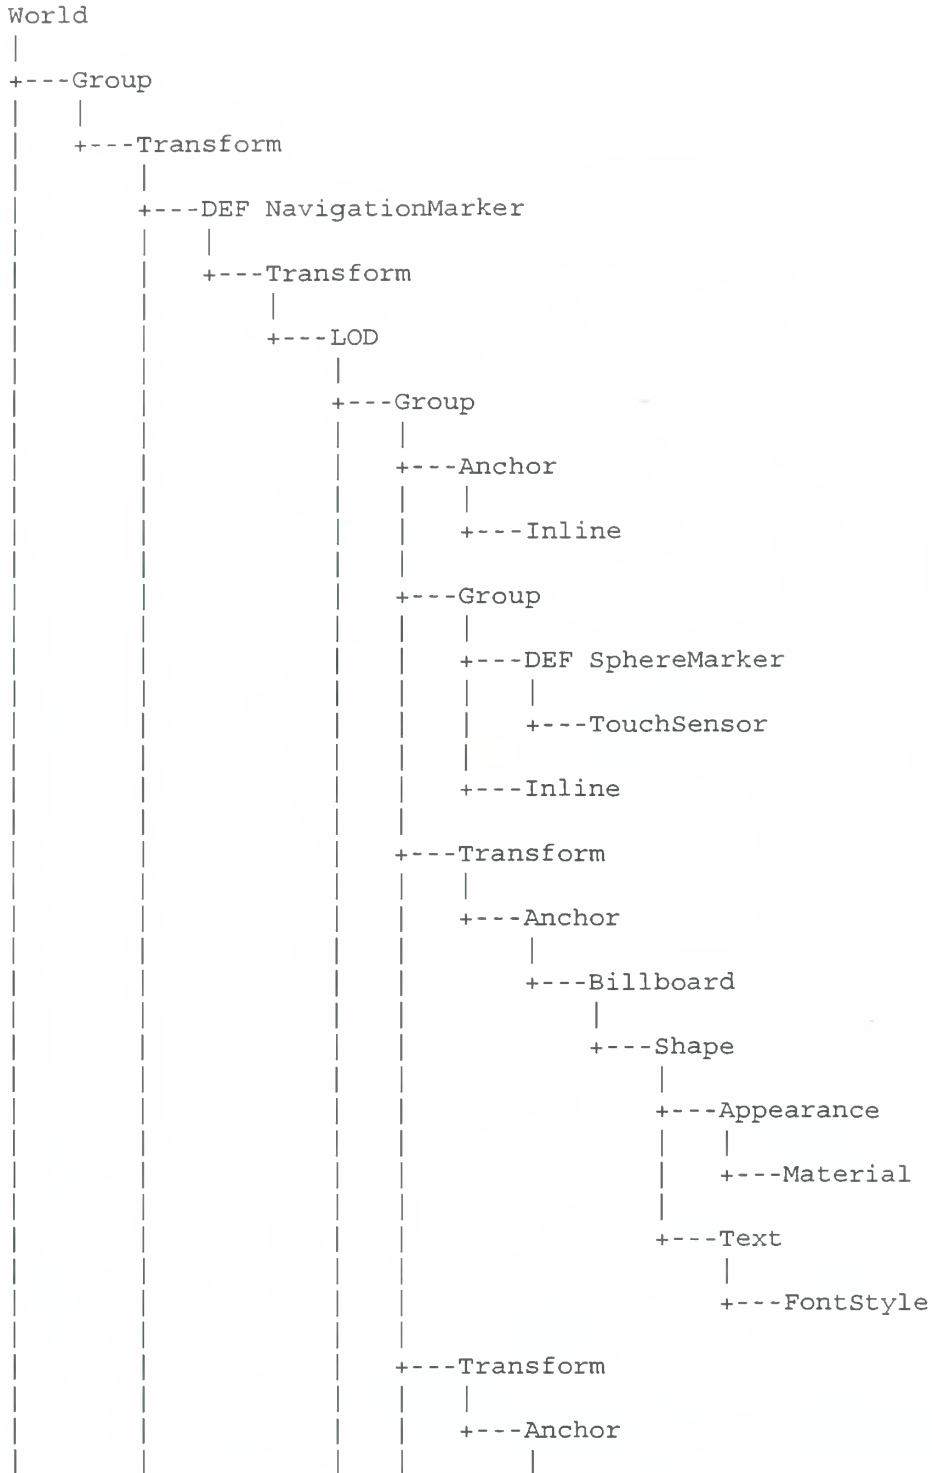 World
|
+---Group
|   |
|   +---Transform
|       |
|       +---DEF NavigationMarker
|       |   |
|       |   +---Transform
|       |       |
|       |       +---LOD
|       |           |
|       |           +---Group
|       |           |   |
|       |           |   +---Anchor
|       |           |   |   |
|       |           |   |   +---Inline
|       |           |   |
|       |           |   +---Group
|       |           |   |   |
|       |           |   |   +---DEF SphereMarker
|       |           |   |   |   |
|       |           |   |   |   +---TouchSensor
|       |           |   |   |
|       |           |   |   +---Inline
|       |           |   |
|       |           |   +---Transform
|       |           |   |   |
|       |           |   |   +---Anchor
|       |           |   |       |
|       |           |   |       +---Billboard
|       |           |   |           |
|       |           |   |           +---Shape
|       |           |   |               |
|       |           |   |               +---Appearance
|       |           |   |               |   |
|       |           |   |               |   +---Material
|       |           |   |               |
|       |           |   |               +---Text
|       |           |   |                   |
|       |           |   |                   +---FontStyle
|       |           |   |
|       |           |   +---Transform
|       |           |   |   |
|       |           |   |   +---Anchor
|       |           |   |       |